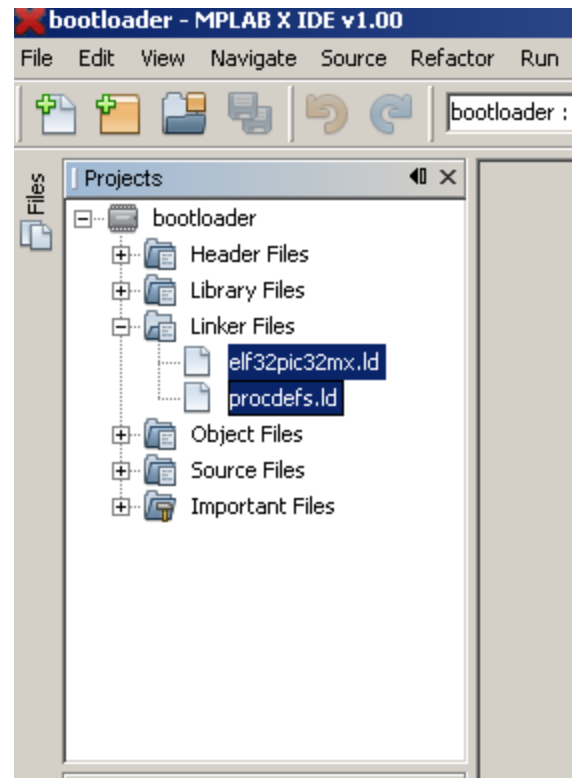 bootloader - MPLAB X IDE v1.00
File Edit View Navigate Source Refactor Run
bootloader :
Files
Projects
bootloader
Header Files
Library Files
Linker Files
elf32pic32mx.ld
procdefs.ld
Object Files
Source Files
Important Files